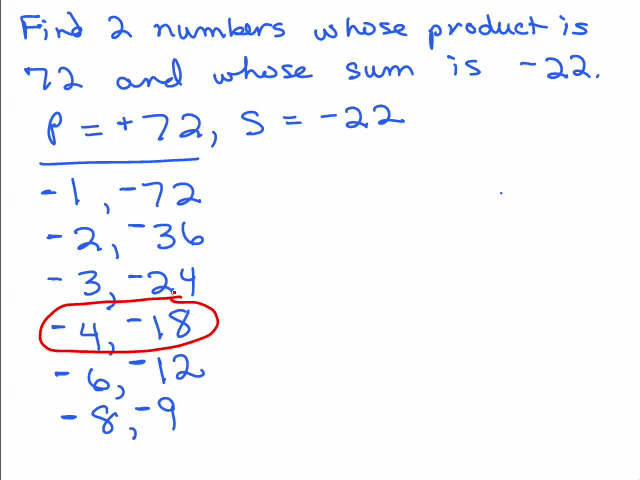 Find 2 numbers whose product is
72 and whose sum is -22.
P = +72, S = -22
-1, -72
-2, -36
-3, -24
-4, -18
-6, -12
-8, -9